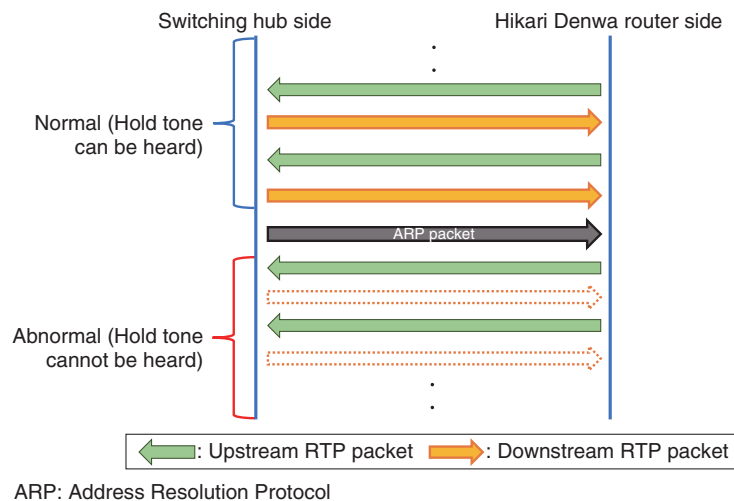 Switching hub side
Hikari Denwa router side
Normal (Hold tone
can be heard)
ARP packet
Abnormal (Hold tone
cannot be heard)
: Upstream RTP packet
: Downstream RTP packet
ARP: Address Resolution Protocol